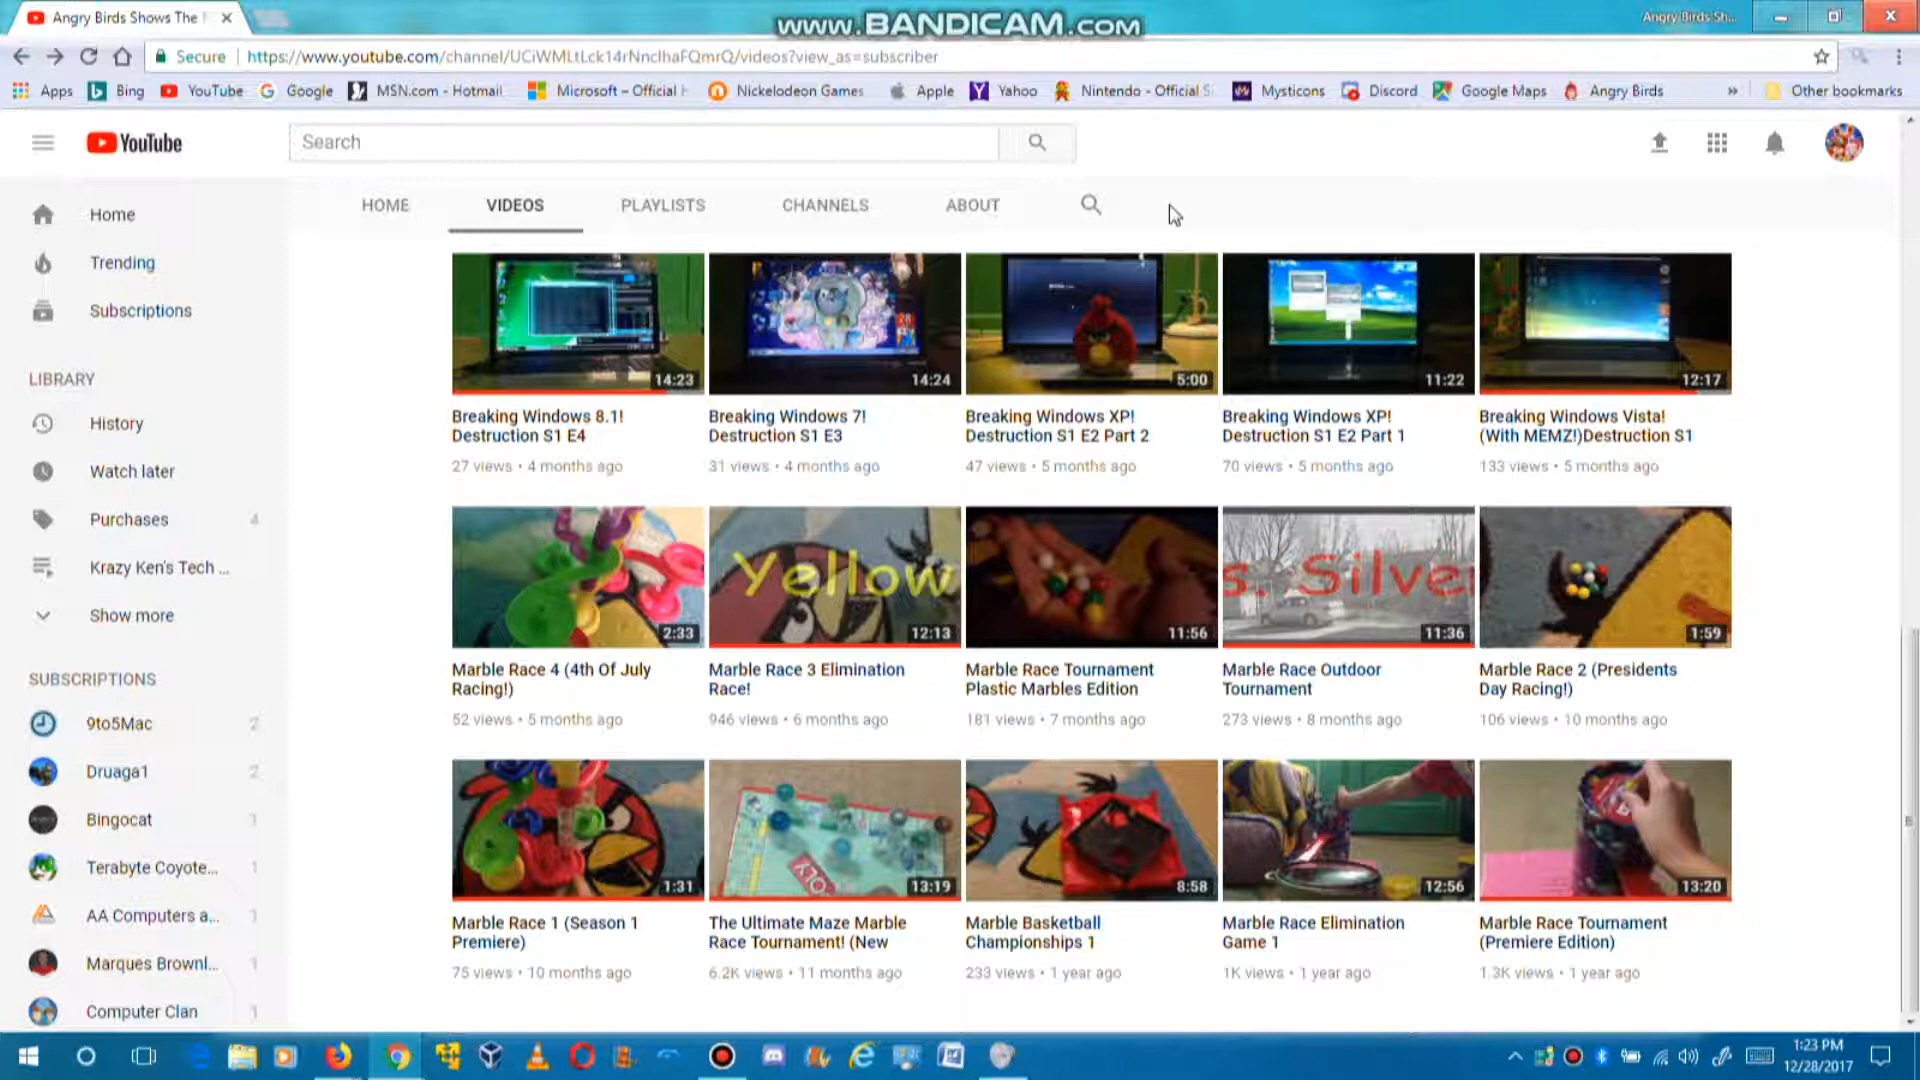 Angry Birds Shows The
www.BANDICAM.com
Angry Birds Sh...
Secure
https://www.youtube.com/channel/UCiWMLtLck14rNnclhaFQmrQ/videos?view_as=subscriber
Apps
Bing
YouTube
Google
MSN.com - Hotmail
Microsoft – Official
Nickelodeon Games
Apple
Yahoo
Nintendo - Official
Mysticons
Discord
Google Maps
Angry Birds
»
Other bookmarks
YouTube
Search
HOME
VIDEOS
PLAYLISTS
CHANNELS
ABOUT
Home
Trending
Subscriptions
LIBRARY
History
Watch later
Purchases 4
Krazy Ken's Tech ...
Show more
SUBSCRIPTIONS
9to5Mac 2
Druaga1 2
Bingocat 1
Terabyte Coyote... 1
AA Computers a... 1
Marques Brownl... 1
Computer Clan 1
14:23
Breaking Windows 8.1!
Destruction S1 E4
27 views • 4 months ago
14:24
Breaking Windows 7!
Destruction S1 E3
31 views • 4 months ago
5:00
Breaking Windows XP!
Destruction S1 E2 Part 2
47 views • 5 months ago
11:22
Breaking Windows XP!
Destruction S1 E2 Part 1
70 views • 5 months ago
12:17
Breaking Windows Vista!
(With MEMZ!)Destruction S1
133 views • 5 months ago
2:33
Marble Race 4 (4th Of July
Racing!)
52 views • 5 months ago
Yellow
12:13
Marble Race 3 Elimination
Race!
946 views • 6 months ago
11:56
Marble Race Tournament
Plastic Marbles Edition
181 views • 7 months ago
s. Silver
11:36
Marble Race Outdoor
Tournament
273 views • 8 months ago
1:59
Marble Race 2 (Presidents
Day Racing!)
106 views • 10 months ago
1:31
Marble Race 1 (Season 1
Premiere)
75 views • 10 months ago
13:19
The Ultimate Maze Marble
Race Tournament! (New
6.2K views • 11 months ago
8:58
Marble Basketball
Championships 1
233 views • 1 year ago
12:56
Marble Race Elimination
Game 1
1K views • 1 year ago
13:20
Marble Race Tournament
(Premiere Edition)
1.3K views • 1 year ago
1:23 PM
12/28/2017